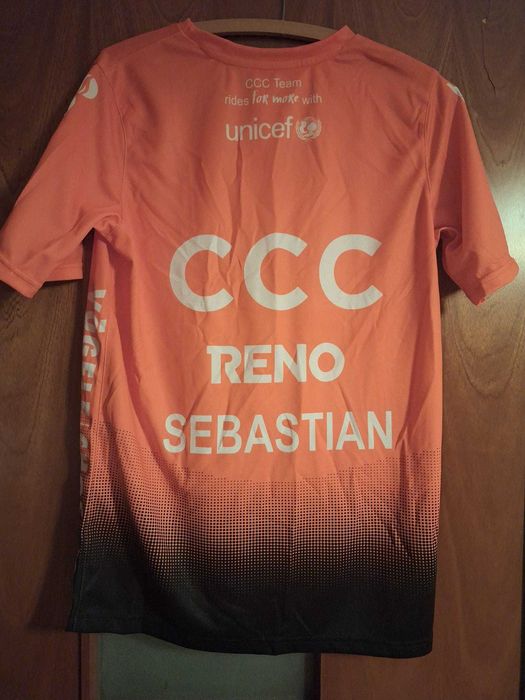 CCC Team
rides for more with
unicef
CCC
RENO
SEBASTIAN